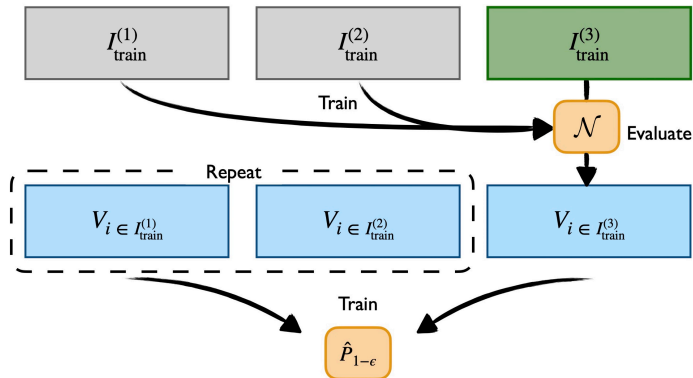 I_train^(1) I_train^(2) I_train^(3)
Train
𝒩 Evaluate
Repeat
V_{i ∈ I_train^(1)} V_{i ∈ I_train^(2)} V_{i ∈ I_train^(3)}
Train
P̂_{1−ϵ}